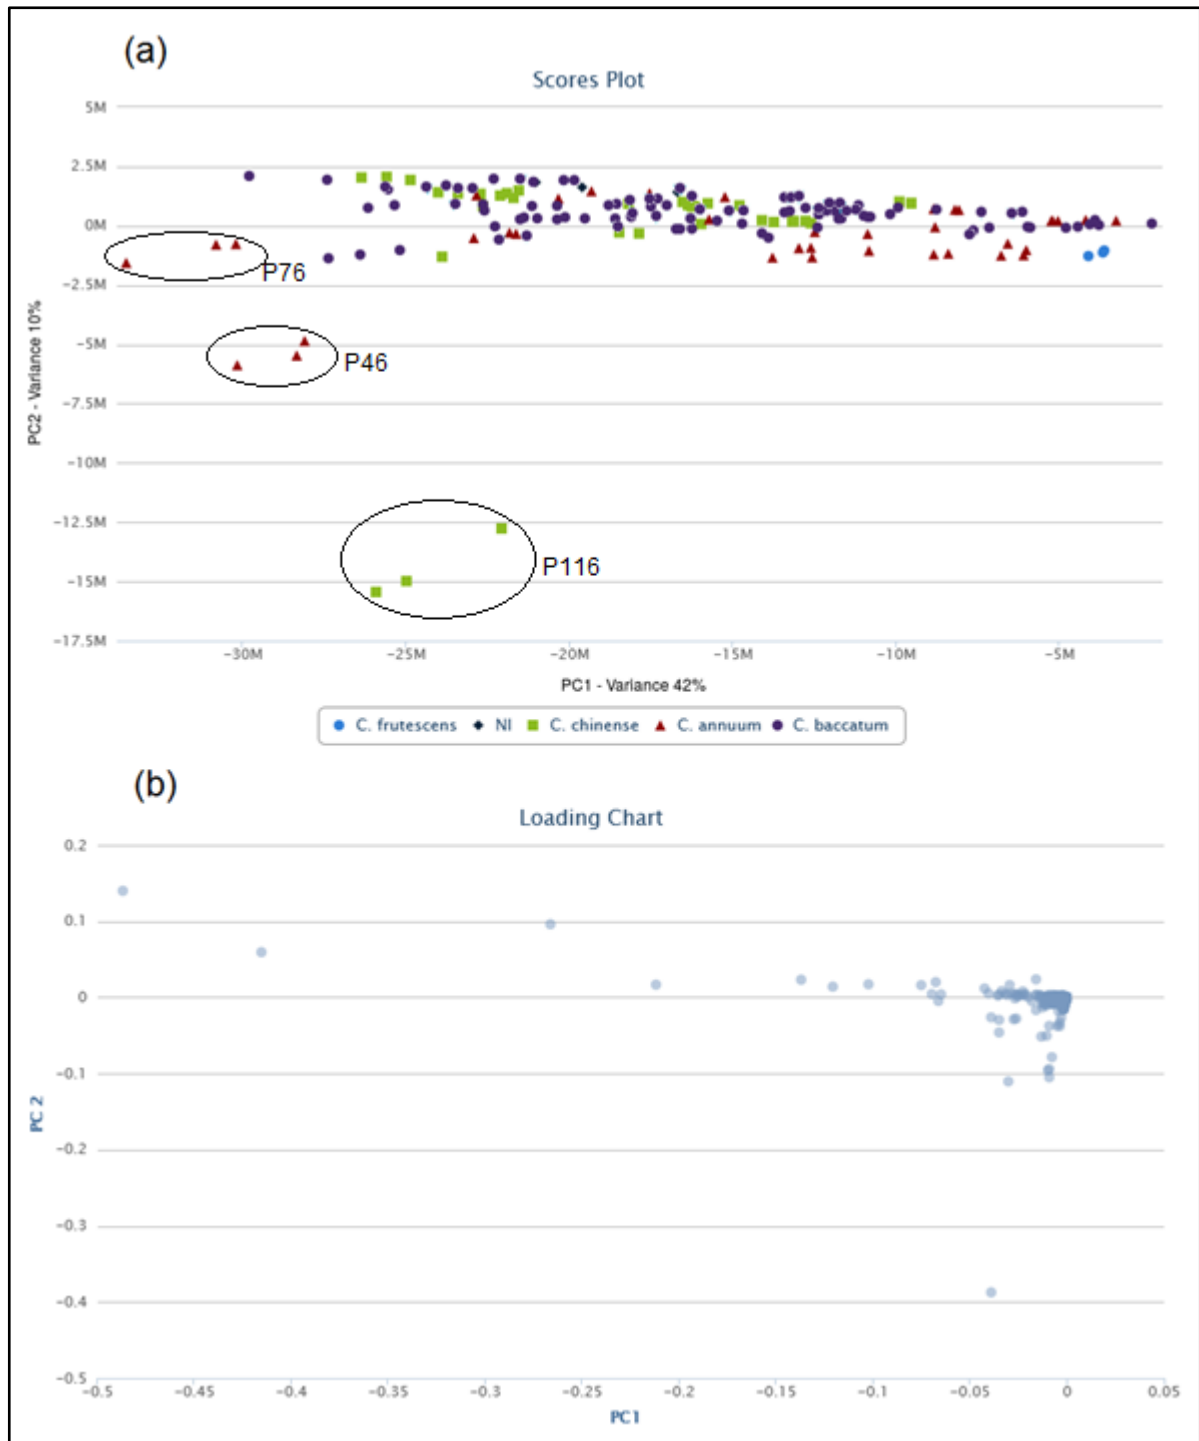 (a)
Scores Plot
5M
2.5M
0M
−2.5M
−5M
−7.5M
−10M
−12.5M
−15M
−17.5M
PC2 - Variance 10%
P76
P46
P116
−30M −25M −20M −15M −10M −5M
PC1 - Variance 42%
C. frutescens NI C. chinense C. annuum C. baccatum
(b)
Loading Chart
0.2
0.1
0
−0.1
−0.2
−0.3
−0.4
−0.5
PC 2
−0.5 −0.45 −0.4 −0.35 −0.3 −0.25 −0.2 −0.15 −0.1 −0.05 0 0.05
PC1